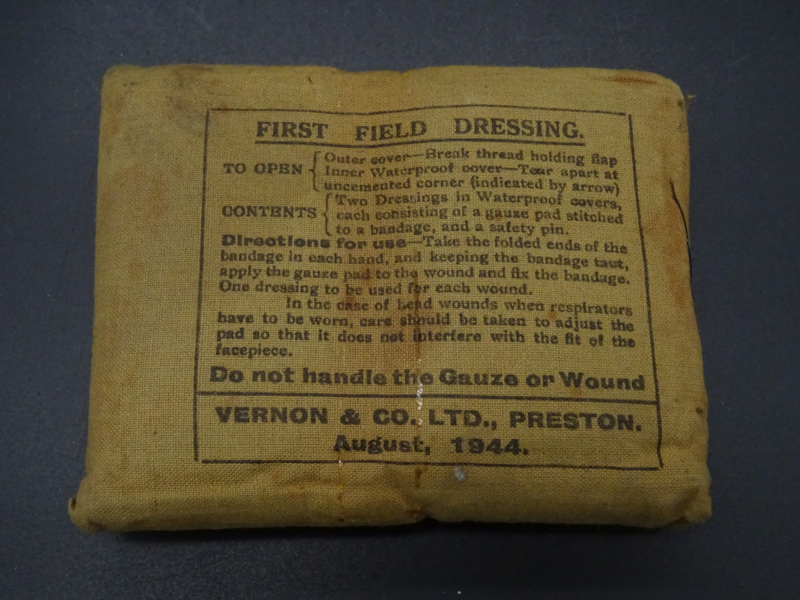 FIRST FIELD DRESSING.
TO OPEN { Outer cover—Break thread holding flap
Inner Waterproof cover—Tear apart at
uncemented corner (indicated by arrow)
CONTENTS { Two Dressings in Waterproof covers,
each consisting of a gauze pad stitched
to a bandage, and a safety pin.
Directions for use—Take the folded ends of the
bandage in each hand, and keeping the bandage taut,
apply the gauze pad to the wound and fix the bandage.
One dressing to be used for each wound.
In the case of head wounds when respirators
have to be worn, care should be taken to adjust the
pad so that it does not interfere with the fit of the
facepiece.
Do not handle the Gauze or Wound
VERNON & CO. LTD., PRESTON.
August, 1944.